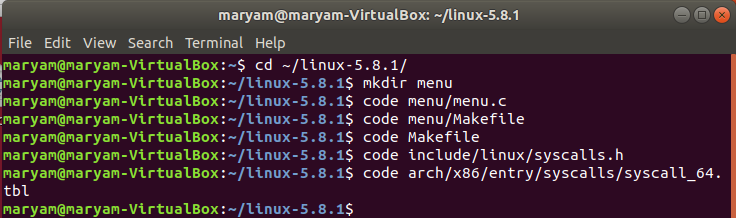 maryam@maryam-VirtualBox: ~/linux-5.8.1
File Edit View Search Terminal Help
maryam@maryam-VirtualBox:~$ cd ~/linux-5.8.1/
maryam@maryam-VirtualBox:~/linux-5.8.1$ mkdir menu
maryam@maryam-VirtualBox:~/linux-5.8.1$ code menu/menu.c
maryam@maryam-VirtualBox:~/linux-5.8.1$ code menu/Makefile
maryam@maryam-VirtualBox:~/linux-5.8.1$ code Makefile
maryam@maryam-VirtualBox:~/linux-5.8.1$ code include/linux/syscalls.h
maryam@maryam-VirtualBox:~/linux-5.8.1$ code arch/x86/entry/syscalls/syscall_64.
tbl
maryam@maryam-VirtualBox:~/linux-5.8.1$